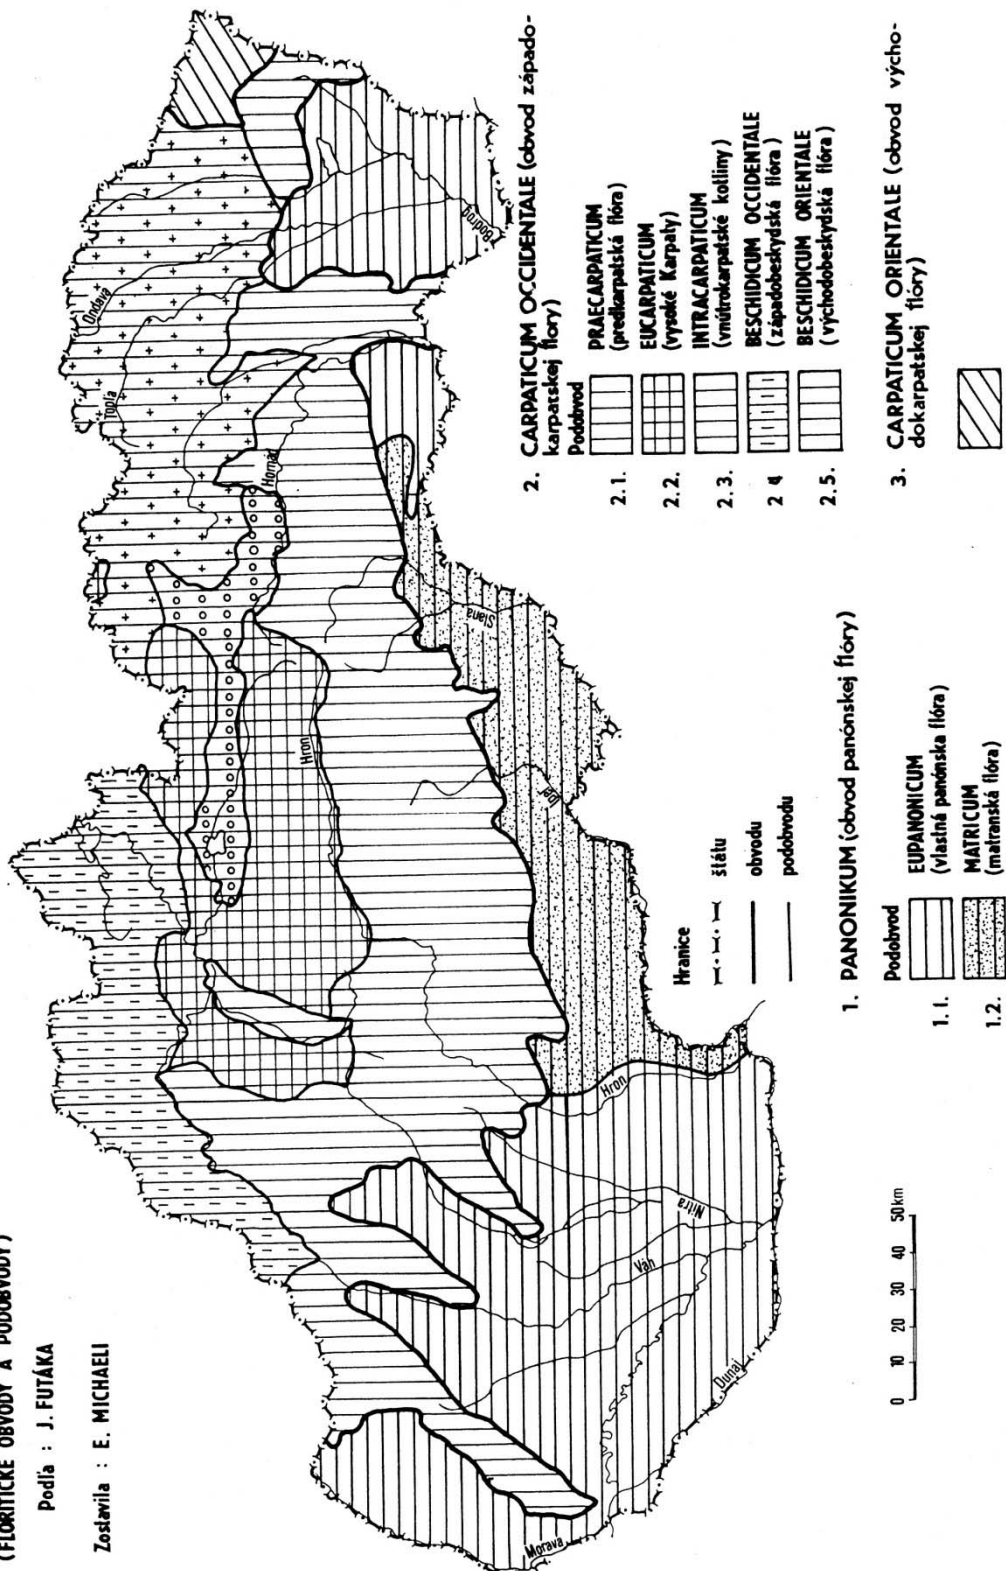 (FLORITICKÉ OBVODY A PODOBVODY)
Podľa : J. FUTÁKA
Zostavila : E. MICHAELI
Morava
Dunaj
Váh
Nitra
Hron
Hron
Ipeľ
Slaná
Hornád
Topľa
Ondava
Bodrog
0 10 20 30 40 50km
Hranice
štátu
obvodu
podobvodu
1. PANONIKUM (obvod panónskej flóry)
Podobvod
1. 1. EUPANONICUM
(vlastná panónska flóra)
1.2. MATRICUM
(matranská flóra)
2. CARPATICUM OCCIDENTALE (obvod západo-
karpatskej flory)
Podobvod
2.1. PRAECARPATICUM
(predkarpatská flóra)
2.2. EUCARPATICUM
(vysoké Karpaty)
2.3. INTRACARPATICUM
(vnútrokarpatské kotliny)
2 4 BESCHIDICUM OCCIDENTALE
(západobeskydská flóra)
2.5. BESCHIDICUM ORIENTALE
(východobeskydská flóra)
3. CARPATICUM ORIENTALE (obvod výcho-
dokarpatskej flóry)